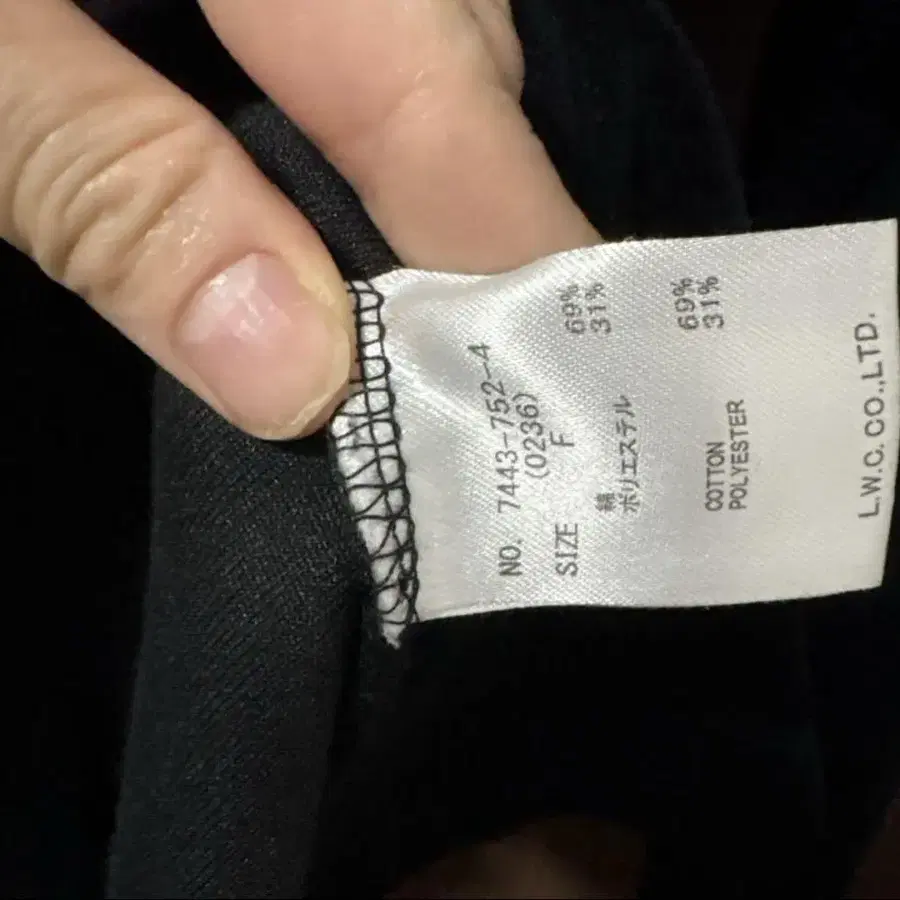 NO. 7443-752-4
(0236)
SIZE F
綿 69%
ポリエステル 31%
COTTON 69%
POLYESTER 31%
L.W.C.CO.,LTD.